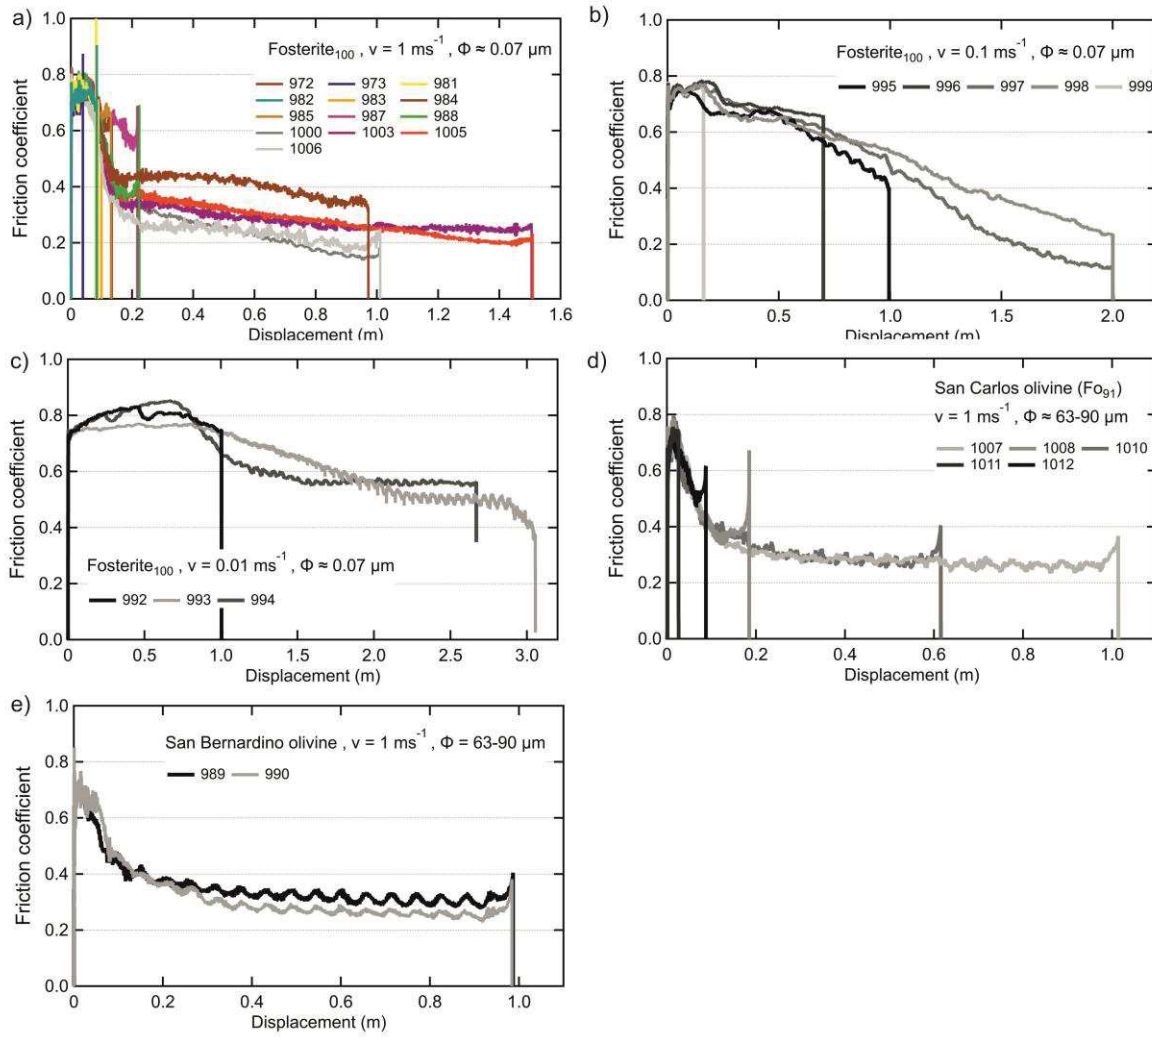 a)
Fosterite100 , v = 1 ms-1 , Φ ≈ 0.07 µm
972 973 981
982 983 984
985 987 988
1000 1003 1005
1006
Friction coefficient
1.0
0.8
0.6
0.4
0.2
0.0
0 0.2 0.4 0.6 0.8 1.0 1.2 1.4 1.6
Displacement (m)
b)
Fosterite100 , v = 0.1 ms-1 , Φ ≈ 0.07 µm
995 996 997 998 999
Friction coefficient
1.0
0.8
0.6
0.4
0.2
0.0
0 0.5 1.0 1.5 2.0
Displacement (m)
c)
Fosterite100 , v = 0.01 ms-1 , Φ ≈ 0.07 µm
992 993 994
Friction coefficient
1.0
0.8
0.6
0.4
0.2
0.0
0 0.5 1.0 1.5 2.0 2.5 3.0
Displacement (m)
d)
San Carlos olivine (Fo91)
v = 1 ms-1 , Φ ≈ 63-90 µm
1007 1008 1010
1011 1012
Friction coefficient
1.0
0.8
0.6
0.4
0.2
0.0
0 0.2 0.4 0.6 0.8 1.0
Displacement (m)
e)
San Bernardino olivine , v = 1 ms-1 , Φ = 63-90 µm
989 990
Friction coefficient
1.0
0.8
0.6
0.4
0.2
0.0
0 0.2 0.4 0.6 0.8 1.0
Displacement (m)